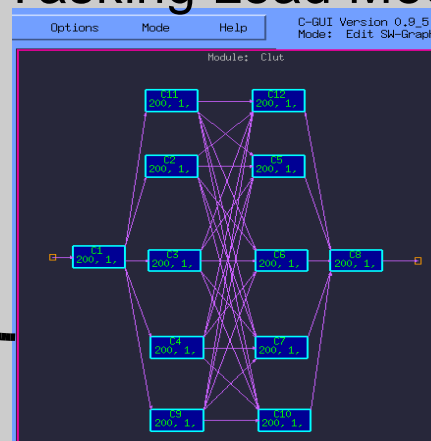 Options Mode Help
C-GUI Version 0.9_5
Mode: Edit SW-Graph
Module: Clut
C11
200, 1,
C12
200, 1,
C2
200, 1,
C5
200, 1,
C1
200, 1,
C3
200, 1,
C6
200, 1,
C8
200, 1,
C4
200, 1,
C7
200, 1,
C9
200, 1,
C10
200, 1,